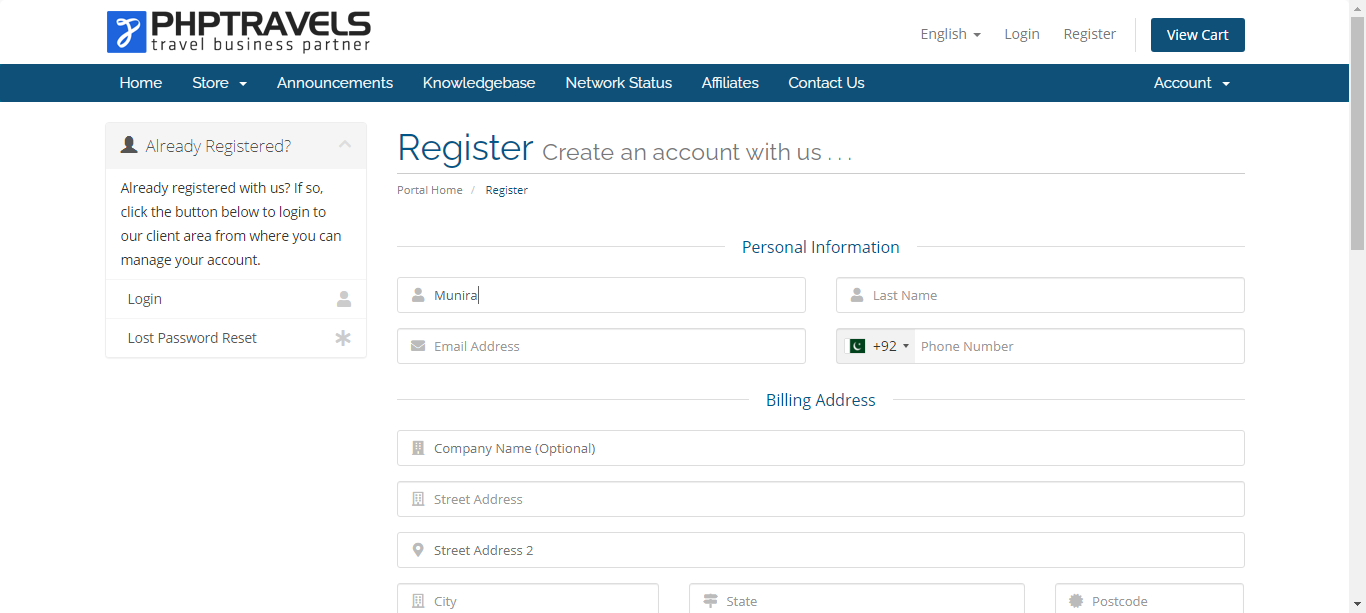 PHPTRAVELS
travel business partner
English Login Register View Cart
Home Store Announcements Knowledgebase Network Status Affiliates Contact Us Account
Already Registered?
Already registered with us? If so,
click the button below to login to
our client area from where you can
manage your account.
Login
Lost Password Reset
Register Create an account with us . . .
Portal Home / Register
Personal Information
Munira Last Name
Email Address +92 Phone Number
Billing Address
Company Name (Optional)
Street Address
Street Address 2
City State Postcode